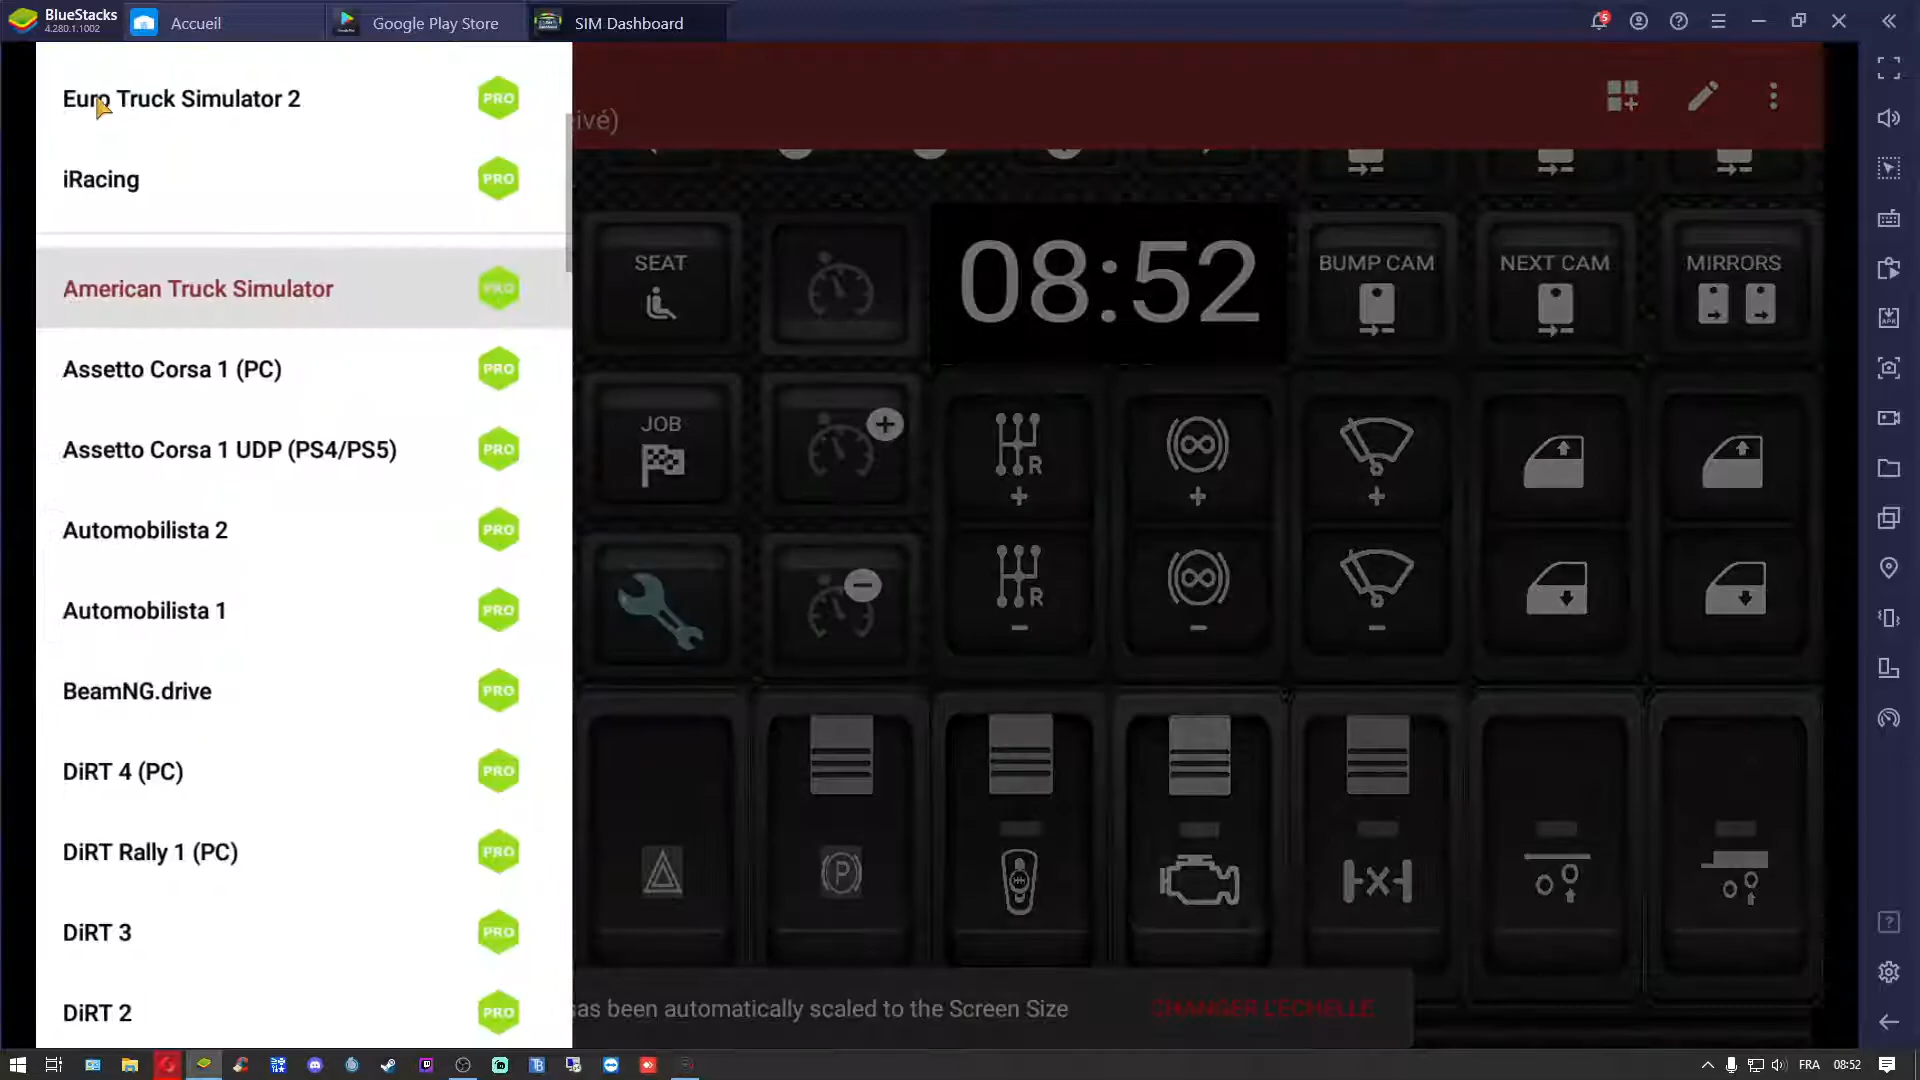 BlueStacks
4.280.1.1002
Accueil
Google Play Store
SIM Dashboard
5
Euro Truck Simulator 2
PRO
iRacing
PRO
American Truck Simulator
PRO
Assetto Corsa 1 (PC)
PRO
Assetto Corsa 1 UDP (PS4/PS5)
PRO
Automobilista 2
PRO
Automobilista 1
PRO
BeamNG.drive
PRO
DiRT 4 (PC)
PRO
DiRT Rally 1 (PC)
PRO
DiRT 3
PRO
DiRT 2
PRO
ivé)
SEAT
08:52
BUMP CAM
NEXT CAM
MIRRORS
JOB
R
R
P
has been automatically scaled to the Screen Size
CHANGER L'ECHELLE
APK
FRA
08:52